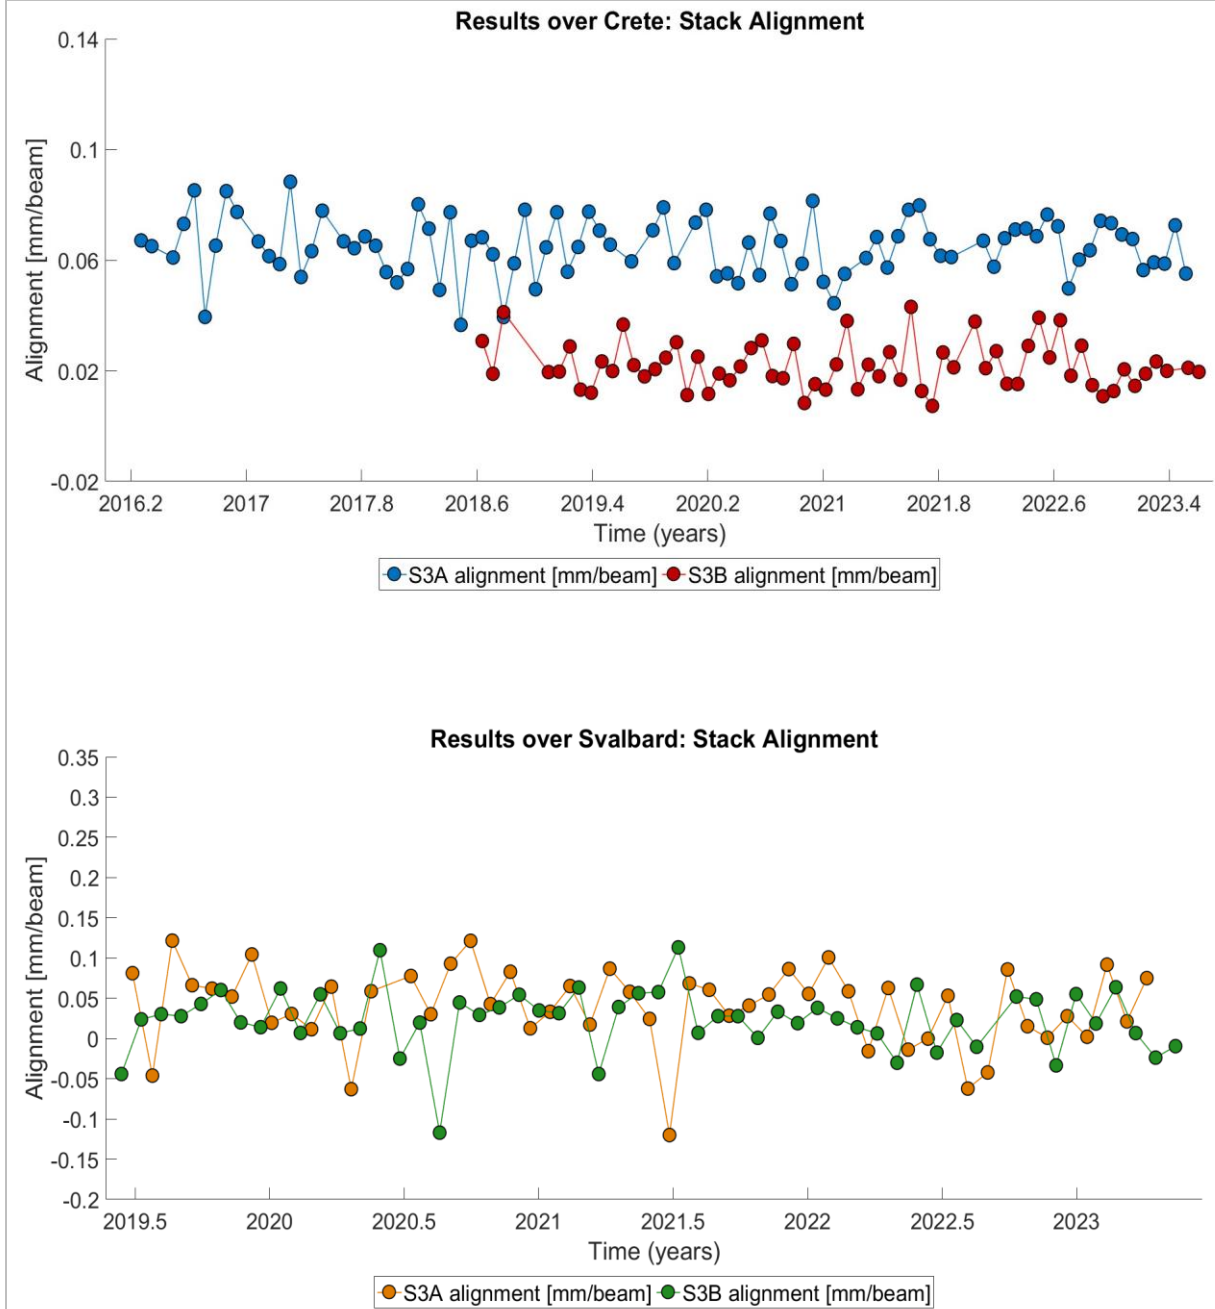 Results over Crete: Stack Alignment
0.14
0.1
0.06
0.02
-0.02
Alignment [mm/beam]
2016.2 2017 2017.8 2018.6 2019.4 2020.2 2021 2021.8 2022.6 2023.4
Time (years)
S3A alignment [mm/beam] S3B alignment [mm/beam]
Results over Svalbard: Stack Alignment
0.35
0.3
0.25
0.2
0.15
0.1
0.05
0
-0.05
-0.1
-0.15
-0.2
Alignment [mm/beam]
2019.5 2020 2020.5 2021 2021.5 2022 2022.5 2023
Time (years)
S3A alignment [mm/beam] S3B alignment [mm/beam]